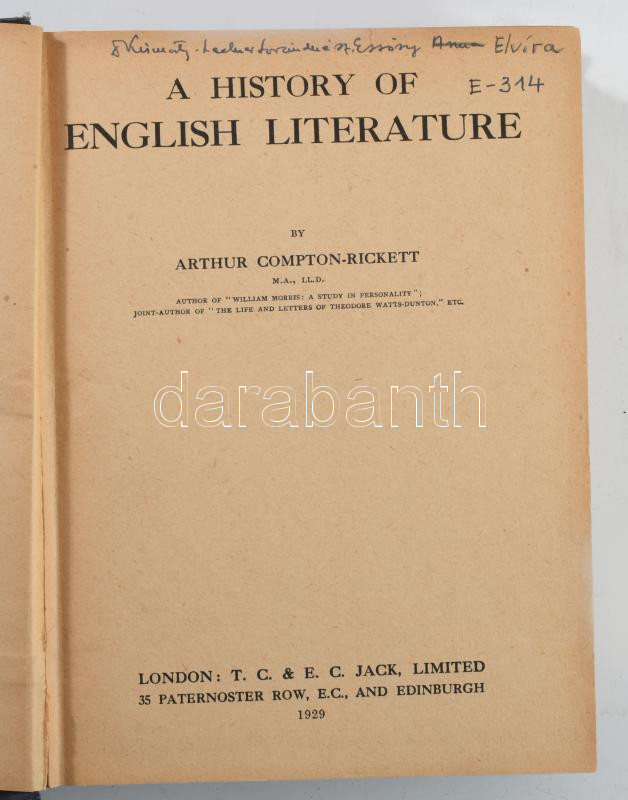 Elvira
A HISTORY OF E-314
ENGLISH LITERATURE
BY
ARTHUR COMPTON-RICKETT
M.A., LL.D.
AUTHOR OF "WILLIAM MORRIS: A STUDY IN PERSONALITY";
JOINT-AUTHOR OF "THE LIFE AND LETTERS OF THEODORE WATTS-DUNTON," ETC.
darabanth
LONDON: T. C. & E. C. JACK, LIMITED
35 PATERNOSTER ROW, E.C., AND EDINBURGH
1929